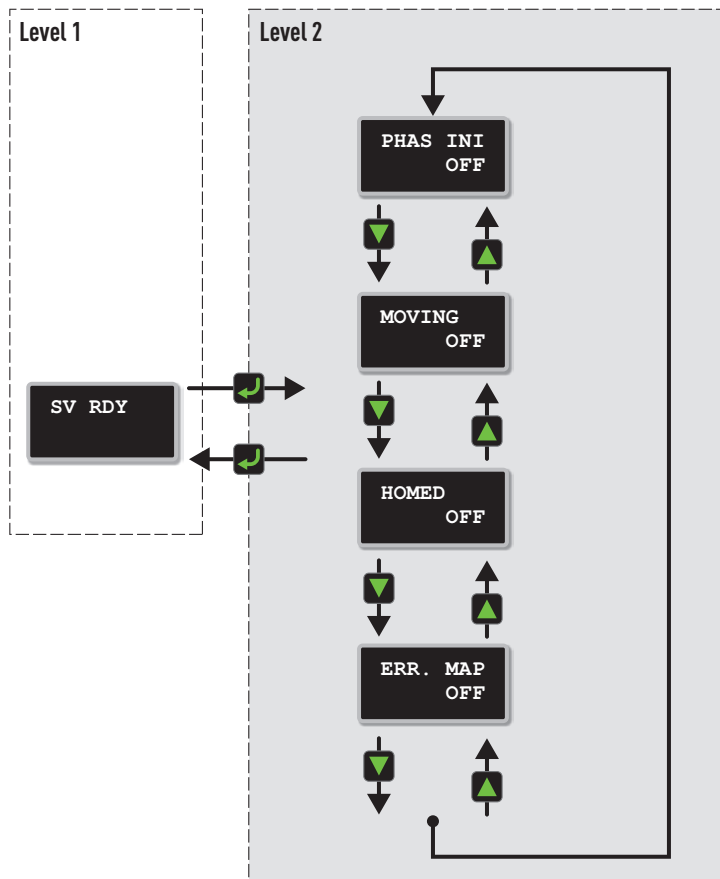 Level 1
Level 2
PHAS INI
OFF
MOVING
OFF
SV RDY
HOMED
OFF
ERR. MAP
OFF